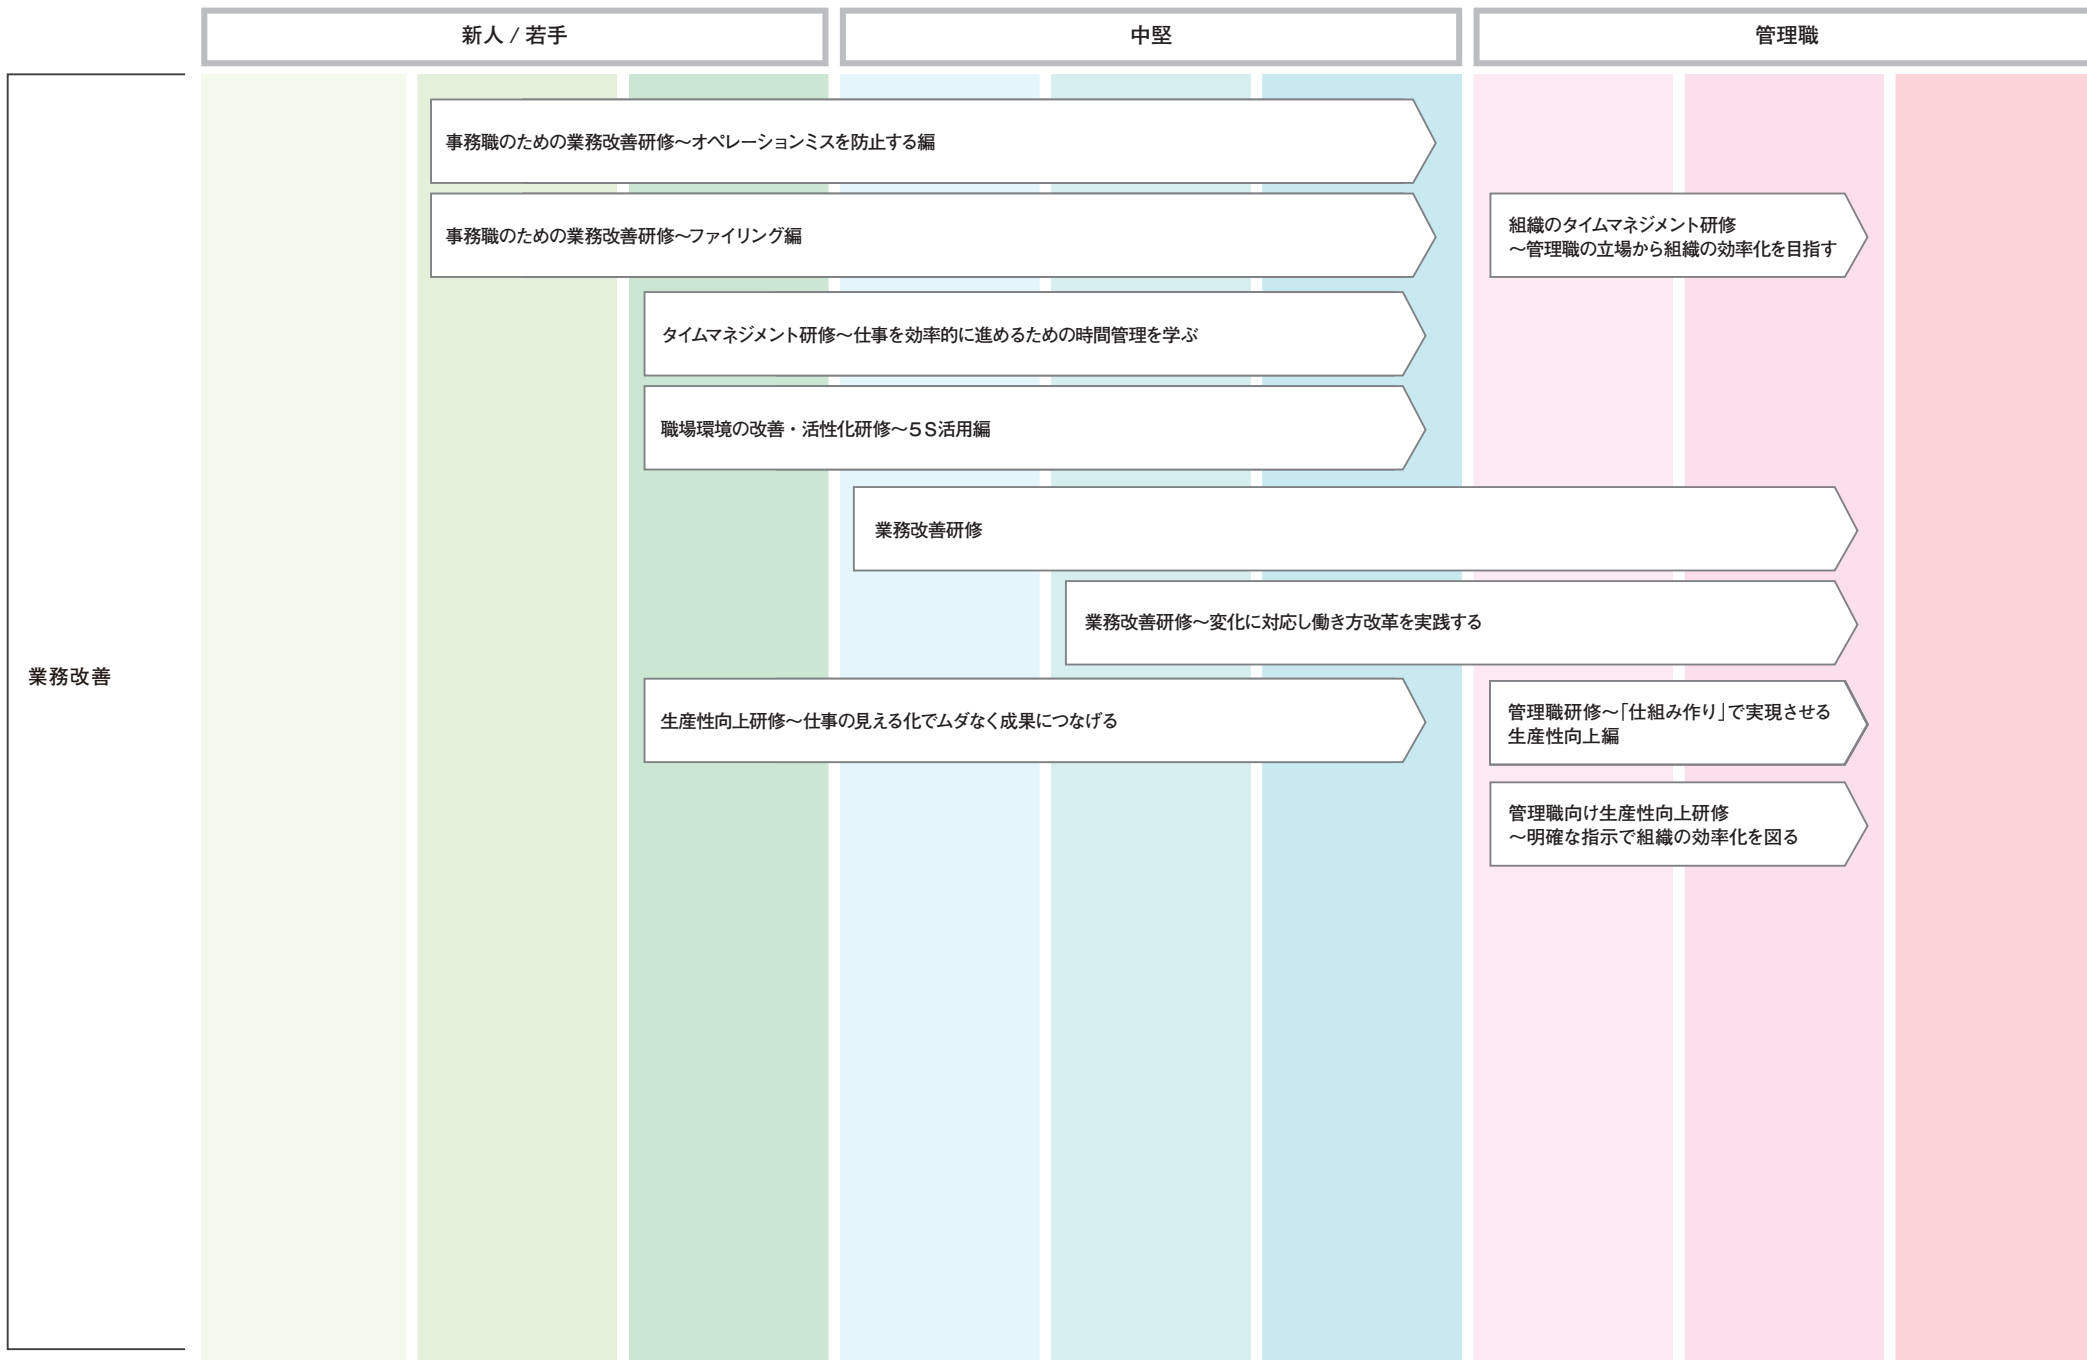 新人 / 若手
中堅
管理職
業務改善
事務職のための業務改善研修～オペレーションミスを防止する編
事務職のための業務改善研修～ファイリング編
組織のタイムマネジメント研修
～管理職の立場から組織の効率化を目指す
タイムマネジメント研修～仕事を効率的に進めるための時間管理を学ぶ
職場環境の改善・活性化研修～５Ｓ活用編
業務改善研修
業務改善研修～変化に対応し働き方改革を実践する
生産性向上研修～仕事の見える化でムダなく成果につなげる
管理職研修～「仕組み作り」で実現させる
生産性向上編
管理職向け生産性向上研修
～明確な指示で組織の効率化を図る